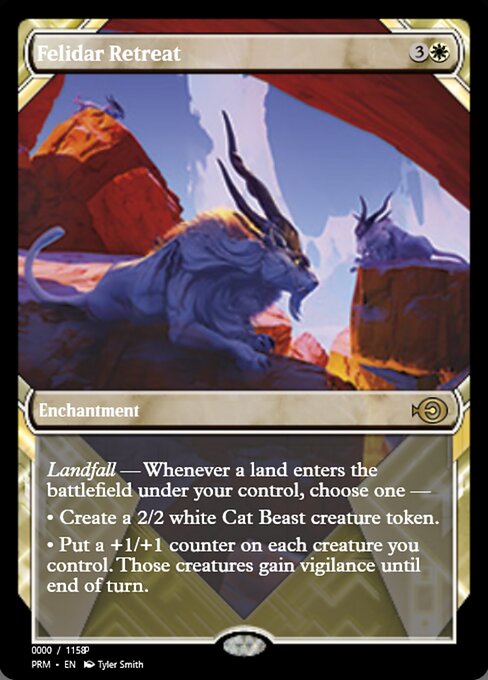 Felidar Retreat 3
Enchantment
Landfall — Whenever a land enters the
battlefield under your control, choose one —
• Create a 2/2 white Cat Beast creature token.
• Put a +1/+1 counter on each creature you
control. Those creatures gain vigilance until
end of turn.
0000 / 1158P
PRM • EN Tyler Smith